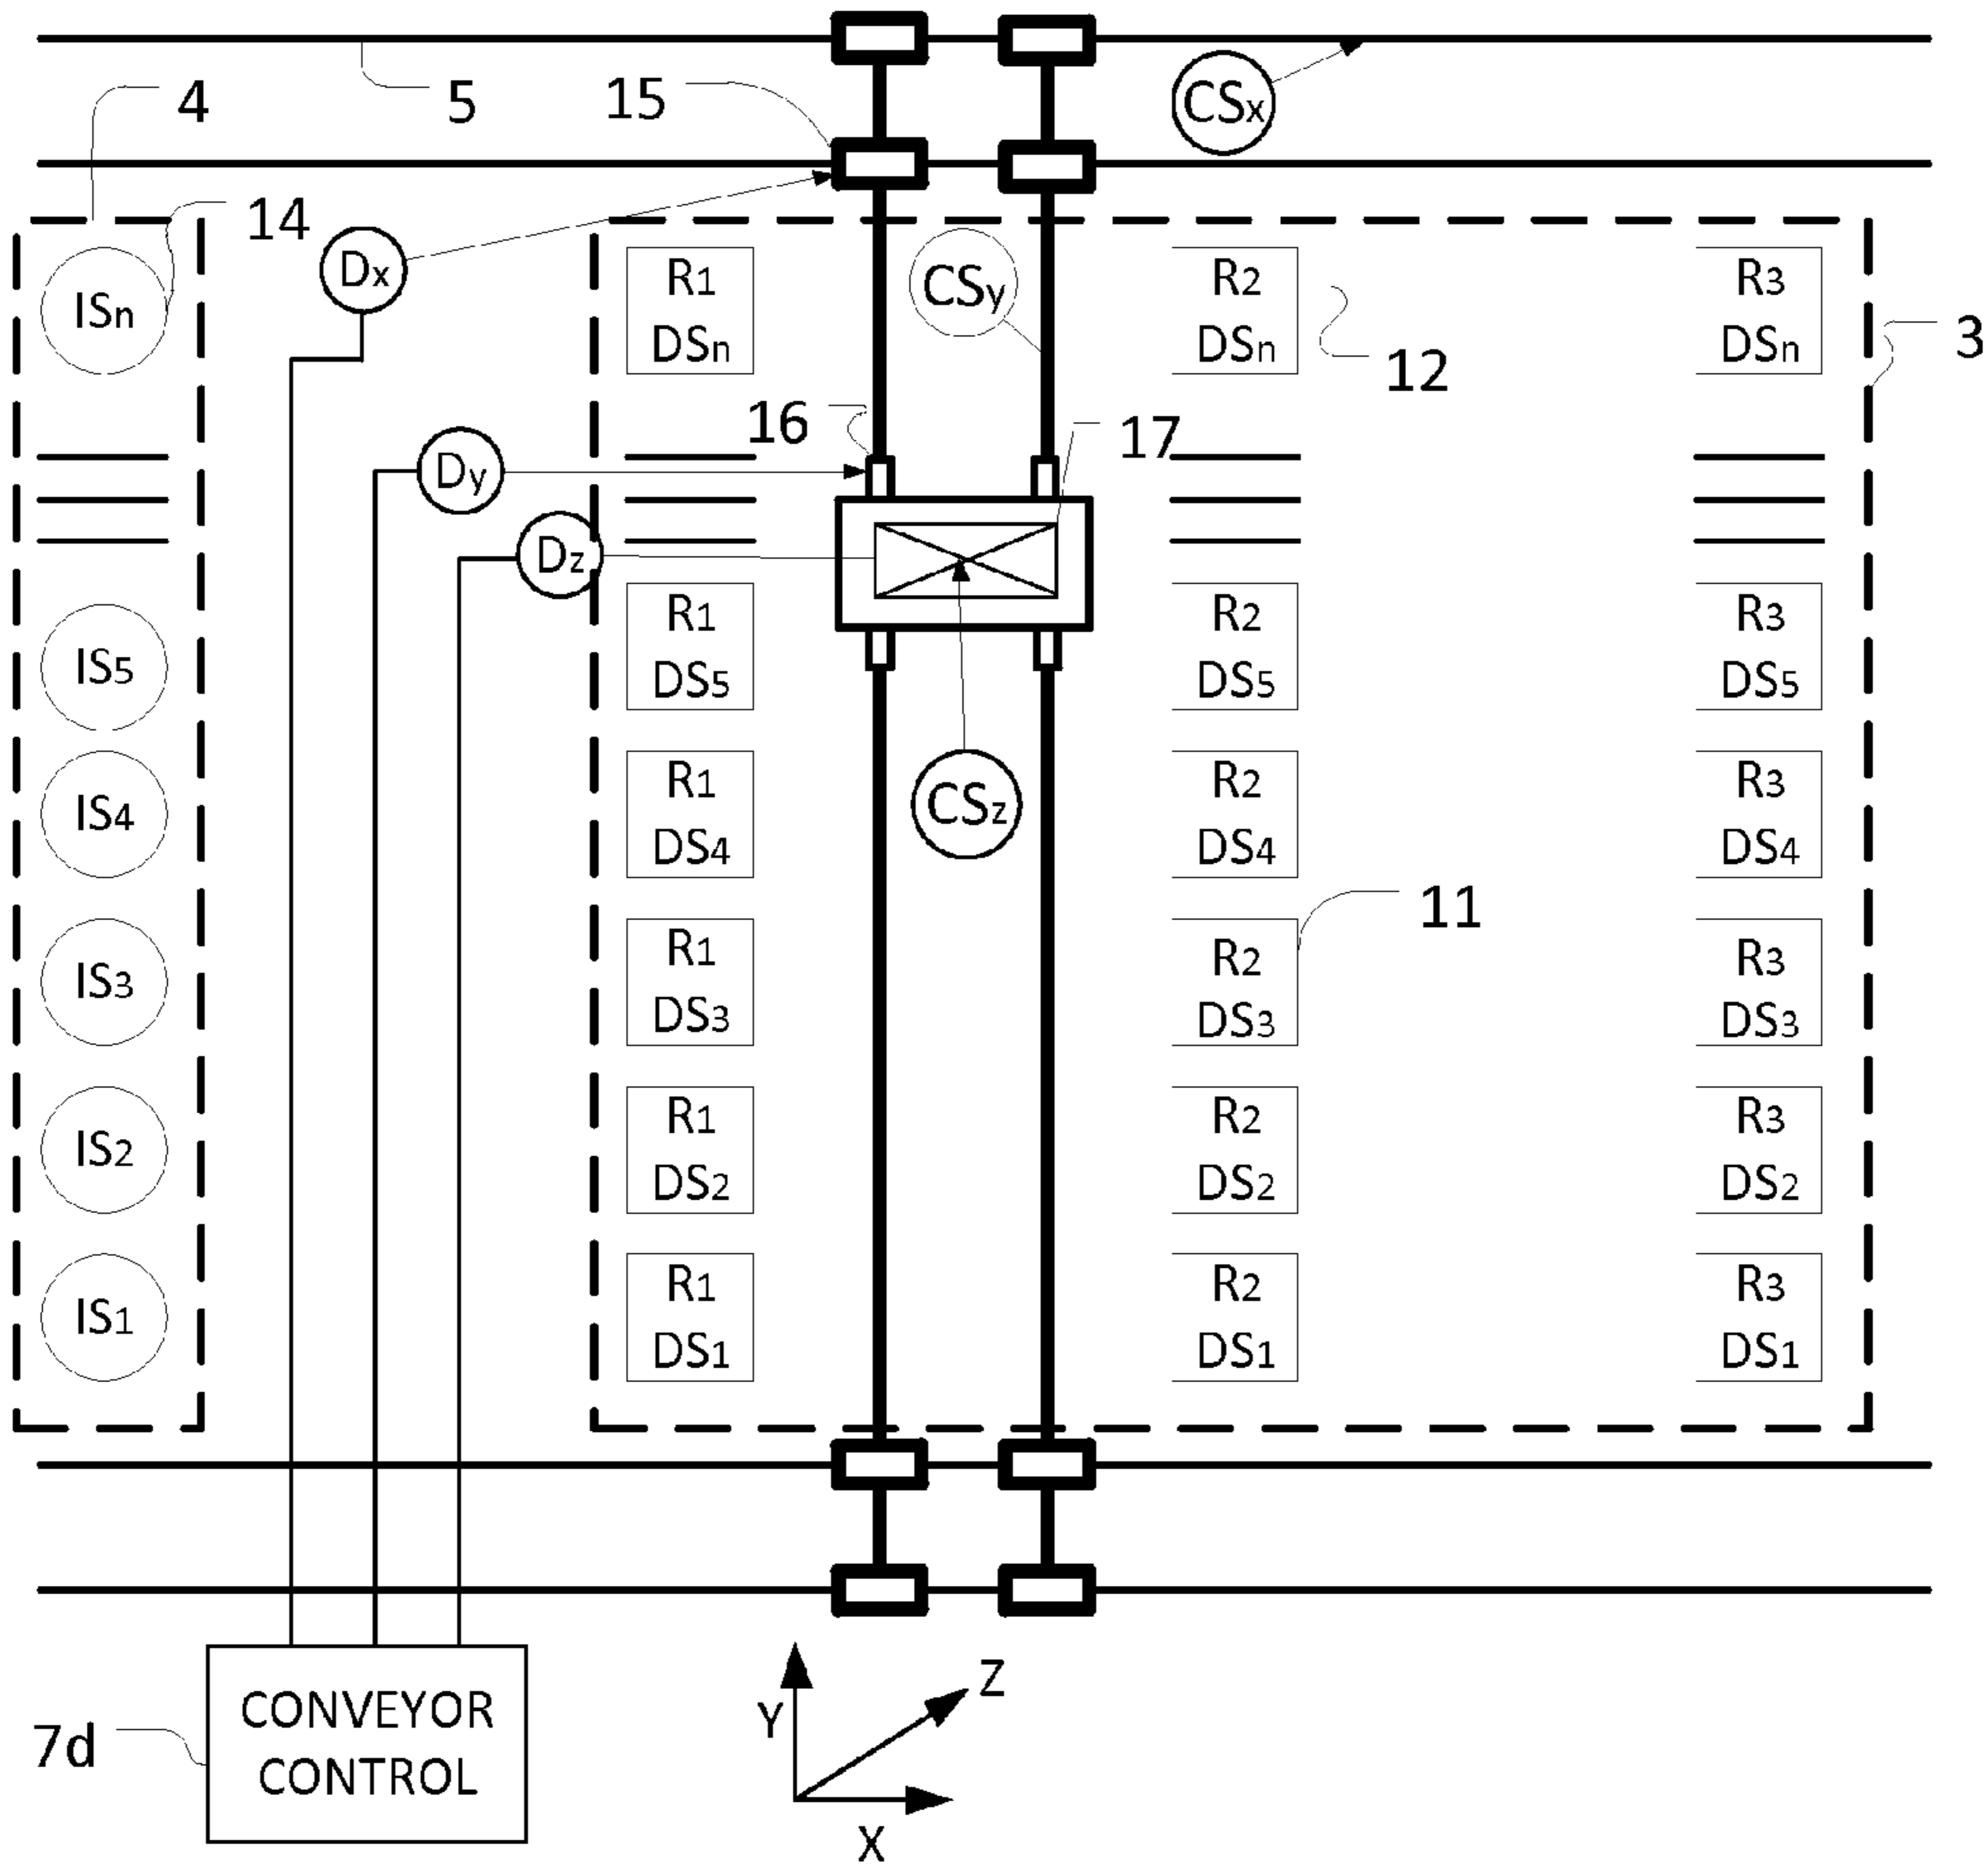 4
5
15
CSx
14
Dx
ISn
R1
DSn
CSy
R2
DSn
12
R3
DSn
3
16
17
Dy
Dz
IS5
R1
DS5
R2
DS5
R3
DS5
IS4
R1
DS4
CSz
R2
DS4
R3
DS4
11
IS3
R1
DS3
R2
DS3
R3
DS3
IS2
R1
DS2
R2
DS2
R3
DS2
IS1
R1
DS1
R2
DS1
R3
DS1
7d
CONVEYOR
CONTROL
Y
Z
X